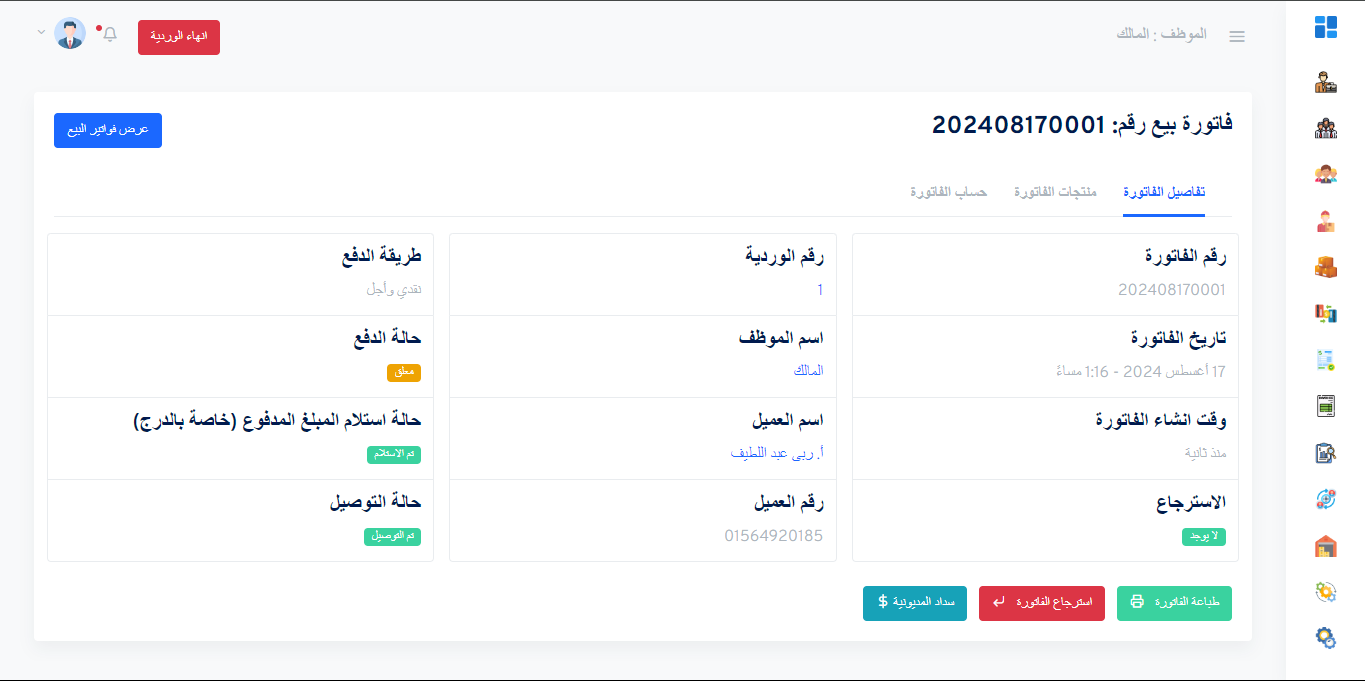 الموظف : المالك
انهاء الوردية
فاتورة بيع رقم: 202408170001
عرض فواتير البيع
تفاصيل الفاتورة
منتجات الفاتورة
حساب الفاتورة
رقم الفاتورة
202408170001
تاريخ الفاتورة
17 أغسطس 2024 - 1:16 مساءً
وقت انشاء الفاتورة
منذ ثانية
الاسترجاع
لا يوجد
رقم الوردية
1
اسم الموظف
المالك
اسم العميل
أ. ربى عبد اللطيف
رقم العميل
01564920185
طريقة الدفع
نقدي وأجل
حالة الدفع
معلق
حالة استلام المبلغ المدفوع (خاصة بالدرج)
تم الاستلام
حالة التوصيل
تم التوصيل
طباعة الفاتورة
استرجاع الفاتورة
سداد المديونية $